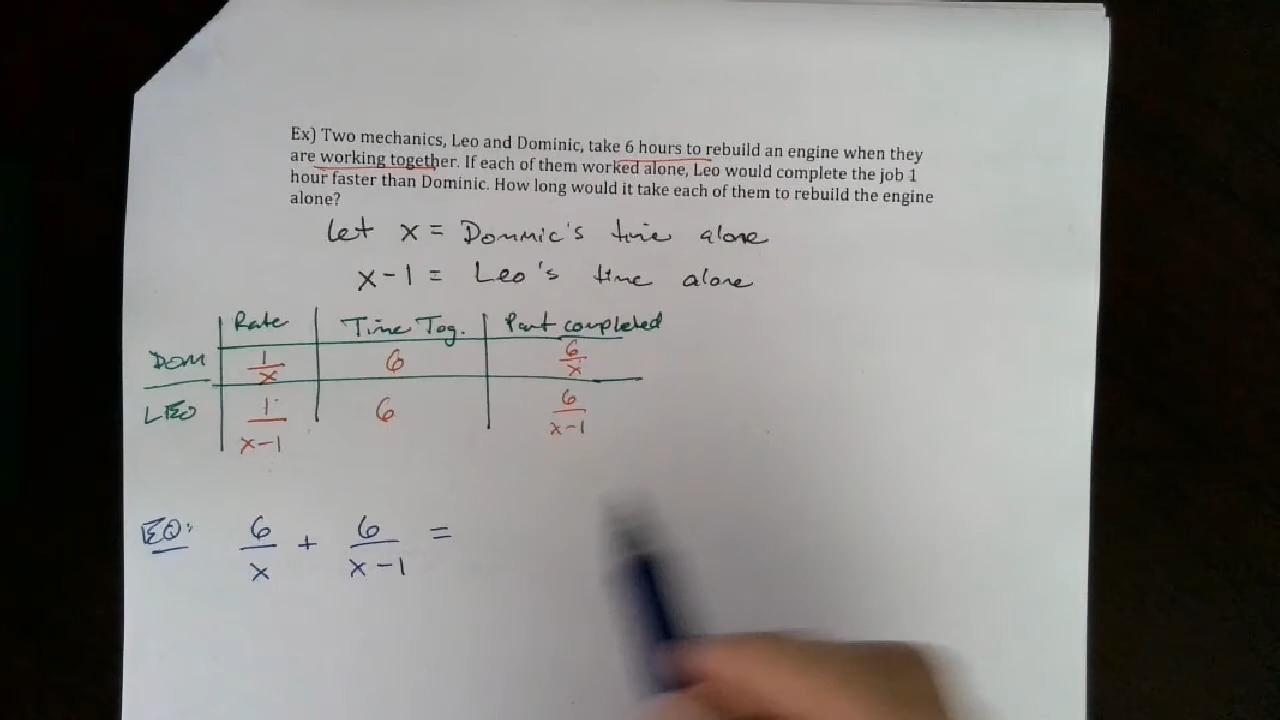 Ex) Two mechanics, Leo and Dominic, take 6 hours to rebuild an engine when they
are working together. If each of them worked alone, Leo would complete the job 1
hour faster than Dominic. How long would it take each of them to rebuild the engine
alone?
Let x = Dominic's time alone
x-1 = Leo's time alone
Rate Time Tog. Part completed
DOM 1/x 6 6/x
LEO 1/x-1 6 6/x-1
EQ: 6/x + 6/x-1 =